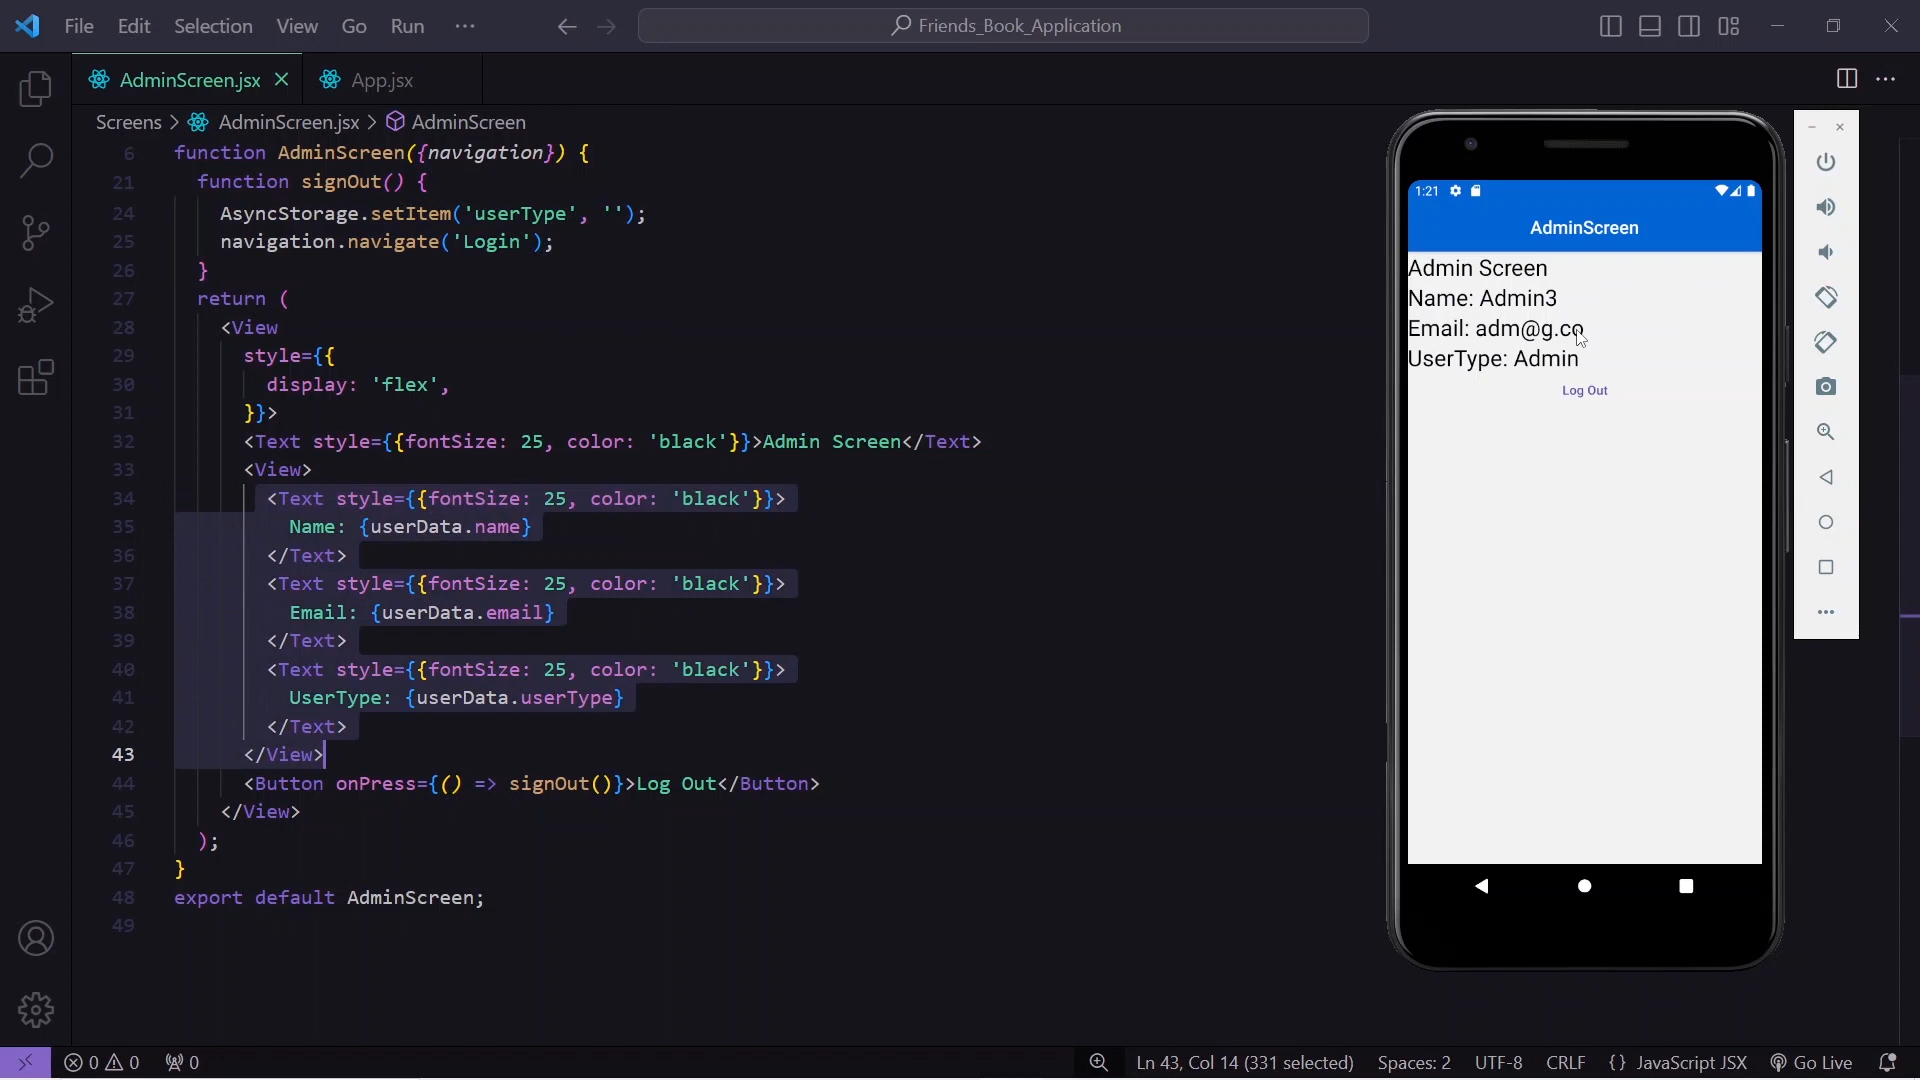 File Edit Selection View Go Run ··· Friends_Book_Application
AdminScreen.jsx App.jsx
Screens > AdminScreen.jsx > AdminScreen
6 function AdminScreen({navigation}) {
21 function signOut() {
24 AsyncStorage.setItem('userType', '');
25 navigation.navigate('Login');
26 }
27 return (
28 <View
29 style={{
30 display: 'flex',
31 }}>
32 <Text style={{fontSize: 25, color: 'black'}}>Admin Screen</Text>
33 <View>
34 <Text style={{fontSize: 25, color: 'black'}}>
35 Name: {userData.name}
36 </Text>
37 <Text style={{fontSize: 25, color: 'black'}}>
38 Email: {userData.email}
39 </Text>
40 <Text style={{fontSize: 25, color: 'black'}}>
41 UserType: {userData.userType}
42 </Text>
43 </View>
44 <Button onPress={() => signOut()}>Log Out</Button>
45 </View>
46 );
47 }
48 export default AdminScreen;
49
1:21
AdminScreen
Admin Screen
Name: Admin3
Email: adm@g.co
UserType: Admin
Log Out
0 0 0 Ln 43, Col 14 (331 selected) Spaces: 2 UTF-8 CRLF {} JavaScript JSX Go Live